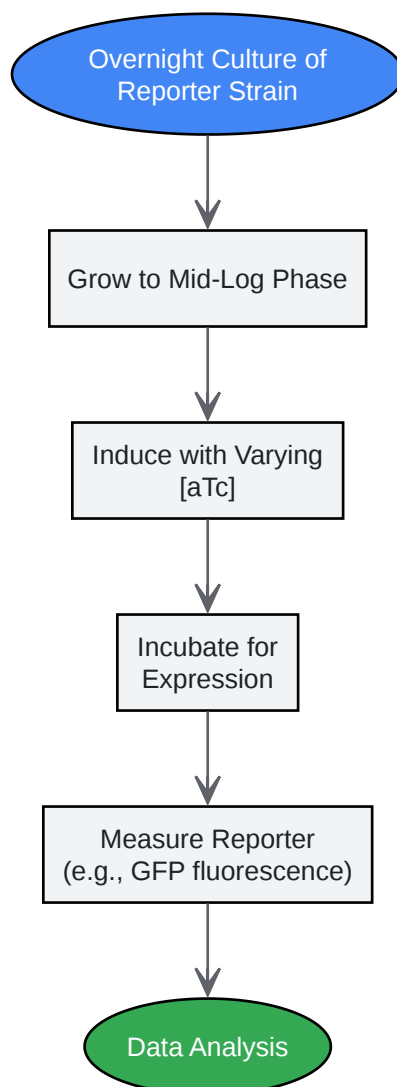 Overnight Culture of
Reporter Strain
Grow to Mid-Log Phase
Induce with Varying
[aTc]
Incubate for
Expression
Measure Reporter
(e.g., GFP fluorescence)
Data Analysis